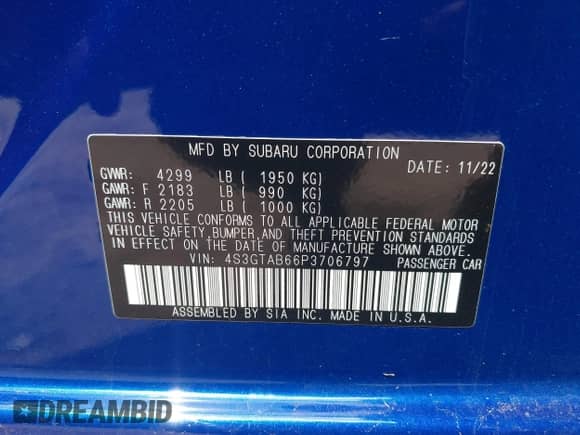 MFD BY SUBARU CORPORATION
DATE: 11/22
GVWR: 4299 LB ( 1950 KG)
GAWR: F 2183 LB ( 990 KG)
GAWR: R 2205 LB ( 1000 KG)
THIS VEHICLE CONFORMS TO ALL APPLICABLE FEDERAL MOTOR
VEHICLE SAFETY, BUMPER, AND THEFT PREVENTION STANDARDS
IN EFFECT ON THE DATE OF MANUFACTURE SHOWN ABOVE.
VIN: 4S3GTAB66P3706797 PASSENGER CAR
ASSEMBLED BY SIA INC. MADE IN U.S.A.
DREAMBID